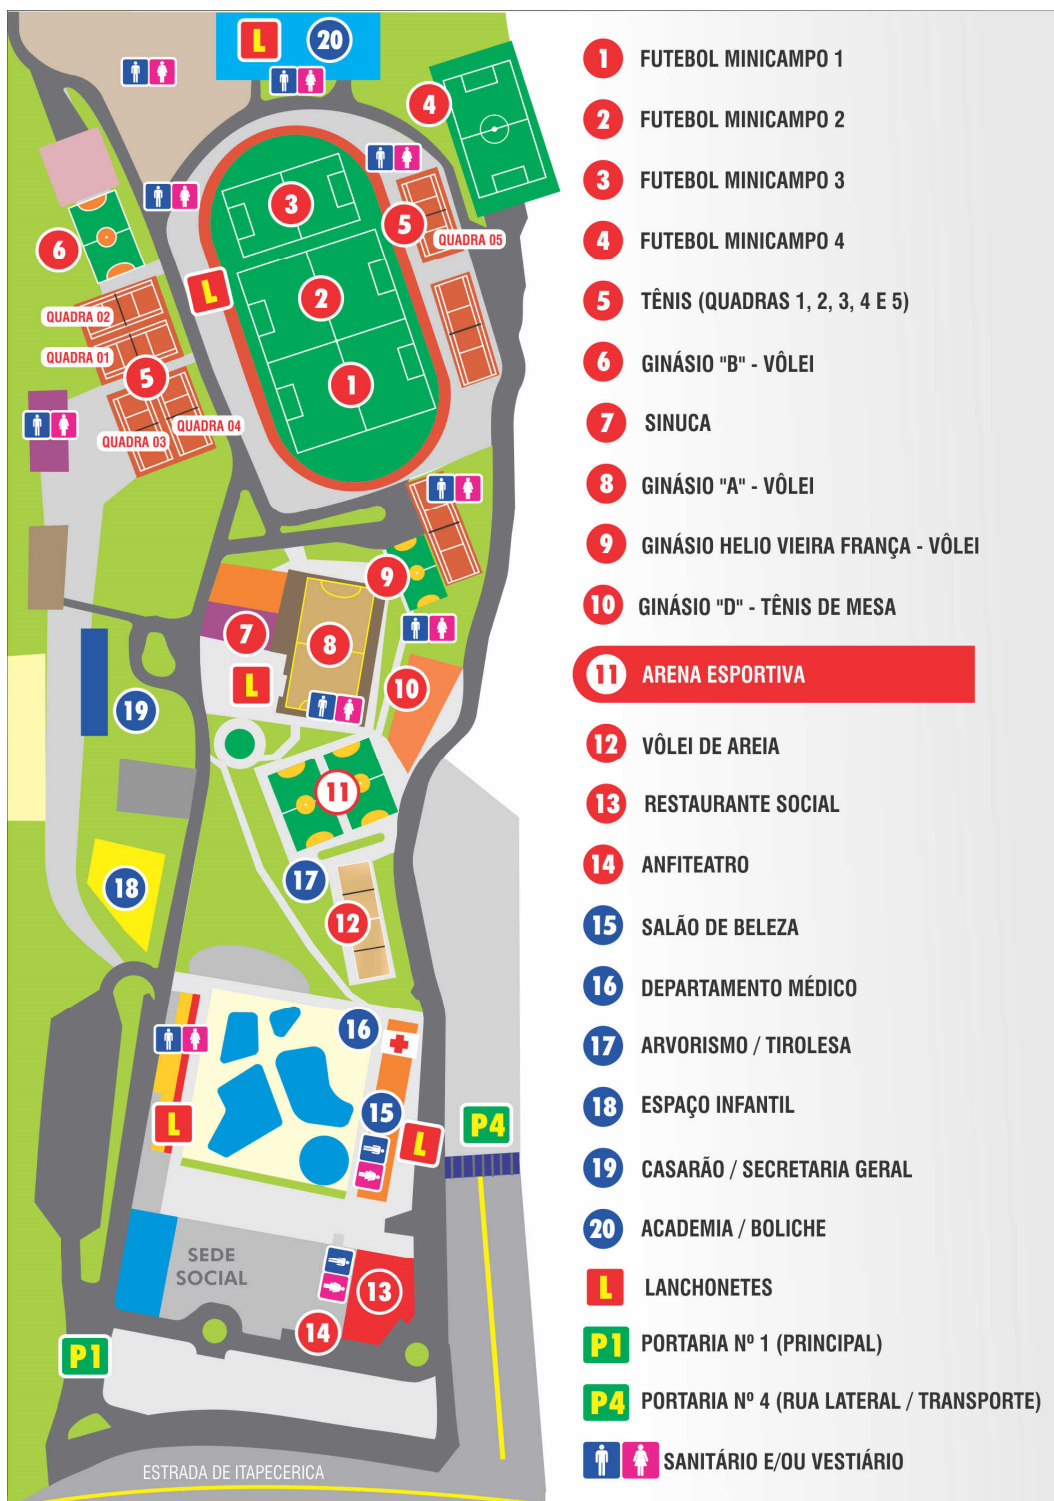 L
20
4
3
5
QUADRA 05
6
L
2
QUADRA 02
QUADRA 01
5
1
QUADRA 04
QUADRA 03
9
7
8
L
10
19
11
17
18
12
16
15
L
L
P4
SEDE
SOCIAL
13
14
P1
ESTRADA DE ITAPECERICA
1 FUTEBOL MINICAMPO 1
2 FUTEBOL MINICAMPO 2
3 FUTEBOL MINICAMPO 3
4 FUTEBOL MINICAMPO 4
5 TÊNIS (QUADRAS 1, 2, 3, 4 E 5)
6 GINÁSIO "B" - VÔLEI
7 SINUCA
8 GINÁSIO "A" - VÔLEI
9 GINÁSIO HELIO VIEIRA FRANÇA - VÔLEI
10 GINÁSIO "D" - TÊNIS DE MESA
11 ARENA ESPORTIVA
12 VÔLEI DE AREIA
13 RESTAURANTE SOCIAL
14 ANFITEATRO
15 SALÃO DE BELEZA
16 DEPARTAMENTO MÉDICO
17 ARVORISMO / TIROLESA
18 ESPAÇO INFANTIL
19 CASARÃO / SECRETARIA GERAL
20 ACADEMIA / BOLICHE
L LANCHONETES
P1 PORTARIA Nº 1 (PRINCIPAL)
P4 PORTARIA Nº 4 (RUA LATERAL / TRANSPORTE)
SANITÁRIO E/OU VESTIÁRIO